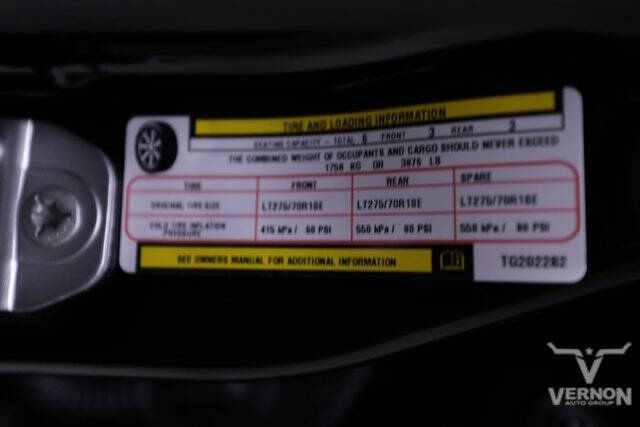 TIRE AND LOADING INFORMATION
SEATING CAPACITY - TOTAL 6 FRONT 3 REAR 3
THE COMBINED WEIGHT OF OCCUPANTS AND CARGO SHOULD NEVER EXCEED
1758 KG OR 3876 LB
TIRE FRONT REAR SPARE
ORIGINAL TIRE SIZE LT275/70R18E LT275/70R18E LT275/70R18E
COLD TIRE INFLATION PRESSURE 415 kPa / 60 PSI 550 kPa / 80 PSI 550 kPa / 80 PSI
SEE OWNERS MANUAL FOR ADDITIONAL INFORMATION
TG202282
VERNON
AUTO GROUP